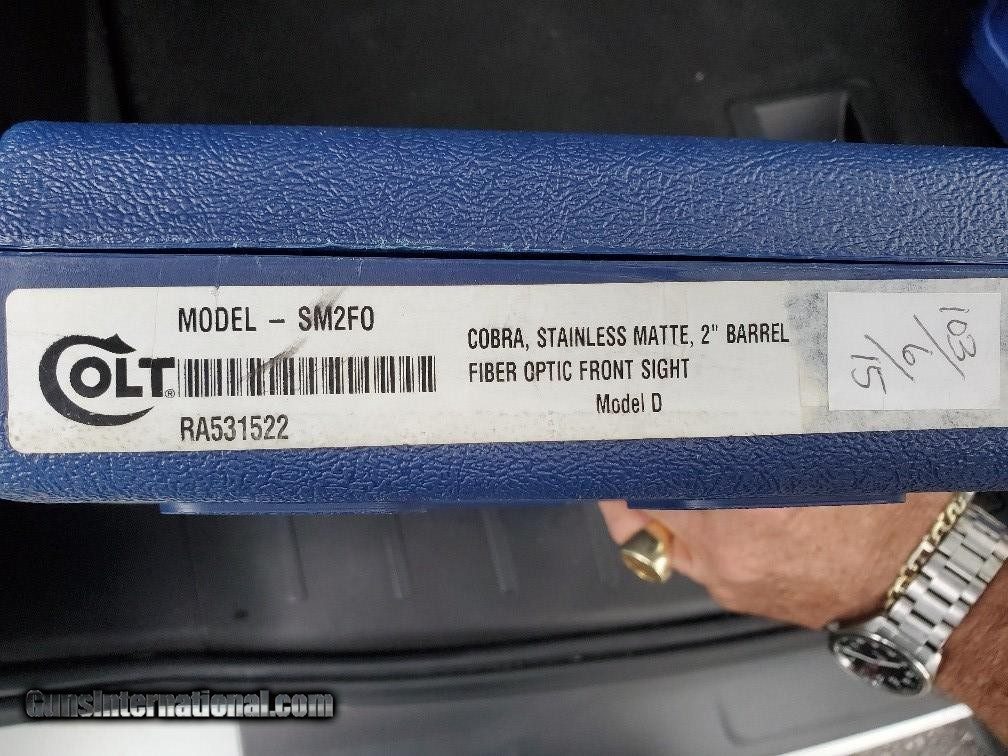 MODEL – SM2FO
COLT®
RA531522
COBRA, STAINLESS MATTE, 2" BARREL
FIBER OPTIC FRONT SIGHT
Model D
103/
6/
15
GunsInternational.com